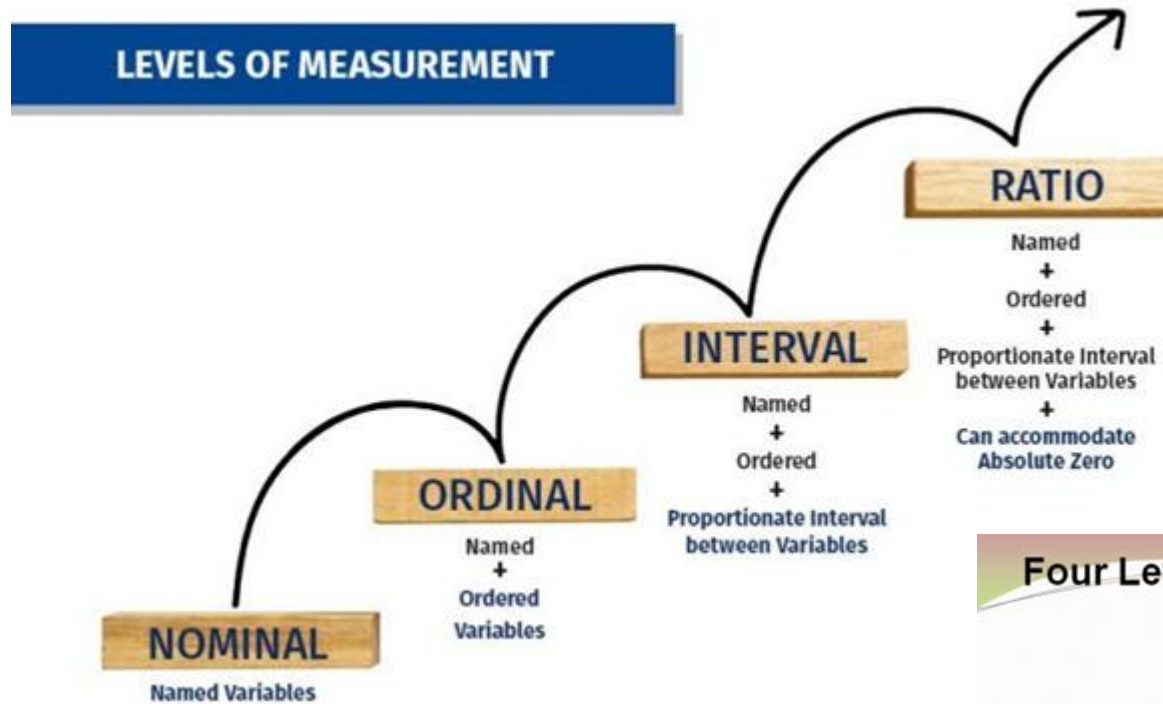 LEVELS OF MEASUREMENT
NOMINAL
Named Variables
ORDINAL
Named
+
Ordered
Variables
INTERVAL
Named
+
Ordered
+
Proportionate Interval
between Variables
RATIO
Named
+
Ordered
+
Proportionate Interval
between Variables
+
Can accommodate
Absolute Zero
Four Le